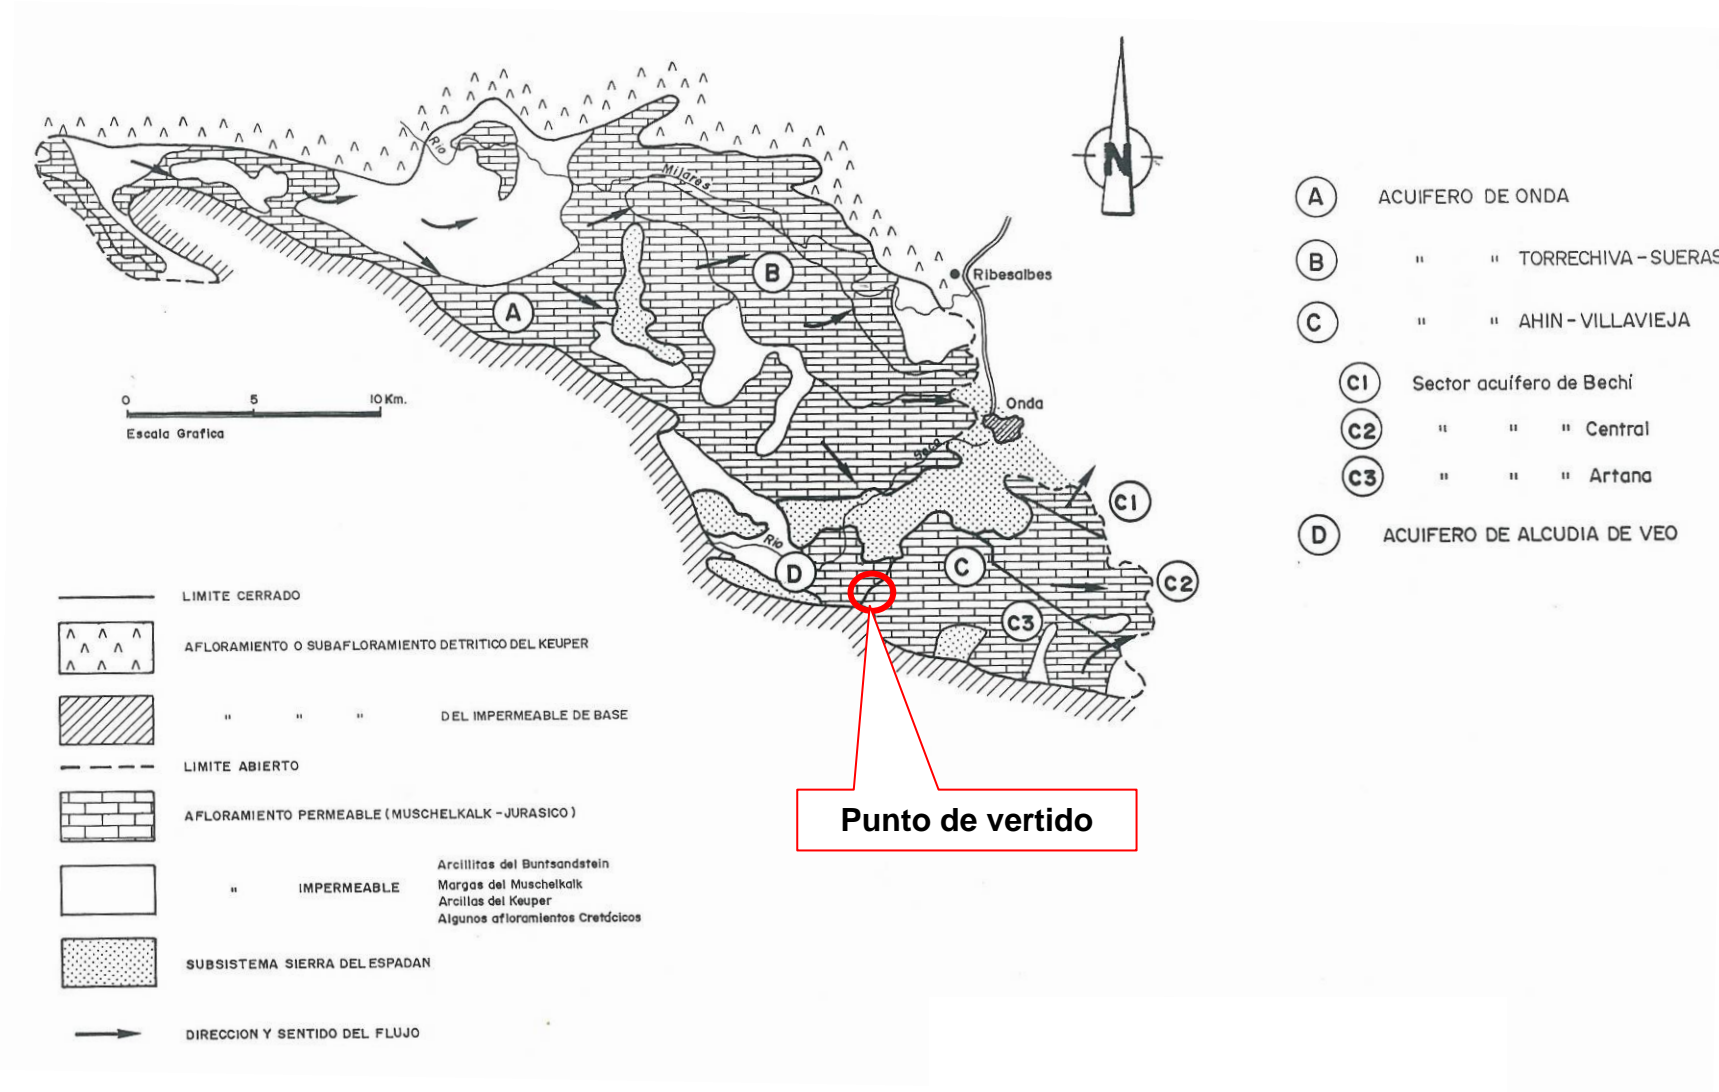 N
Rio
Mijares
Ribesalbes
B
A
0 5 10 Km.
Escala Grafica
Onda
Seco
C1
Rio
D
C
C2
C3
Punto de vertido
A ACUIFERO DE ONDA
B " " TORRECHIVA-SUERAS
C " " AHIN-VILLAVIEJA
C1 Sector acuífero de Bechí
C2 " " " Central
C3 " " " Artana
D ACUIFERO DE ALCUDIA DE VEO
LIMITE CERRADO
AFLORAMIENTO O SUBAFLORAMIENTO DETRITICO DEL KEUPER
" " " DEL IMPERMEABLE DE BASE
LIMITE ABIERTO
AFLORAMIENTO PERMEABLE (MUSCHELKALK-JURASICO)
" IMPERMEABLE
Arcillitas del Buntsandstein
Margas del Muschelkalk
Arcillas del Keuper
Algunos afloramientos Cretácicos
SUBSISTEMA SIERRA DEL ESPADAN
DIRECCION Y SENTIDO DEL FLUJO